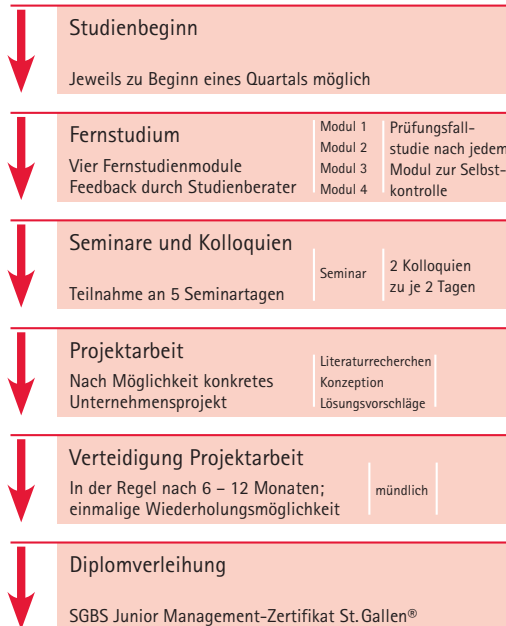 Studienbeginn
Jeweils zu Beginn eines Quartals möglich
Fernstudium
Vier Fernstudienmodule
Feedback durch Studienberater
Modul 1
Modul 2
Modul 3
Modul 4
Prüfungsfall-
studie nach jedem
Modul zur Selbst-
kontrolle
Seminare und Kolloquien
Teilnahme an 5 Seminartagen
Seminar
2 Kolloquien
zu je 2 Tagen
Projektarbeit
Nach Möglichkeit konkretes
Unternehmensprojekt
Literaturrecherchen
Konzeption
Lösungsvorschläge
Verteidigung Projektarbeit
In der Regel nach 6 – 12 Monaten;
einmalige Wiederholungsmöglichkeit
mündlich
Diplomverleihung
SGBS Junior Management-Zertifikat St. Gallen®